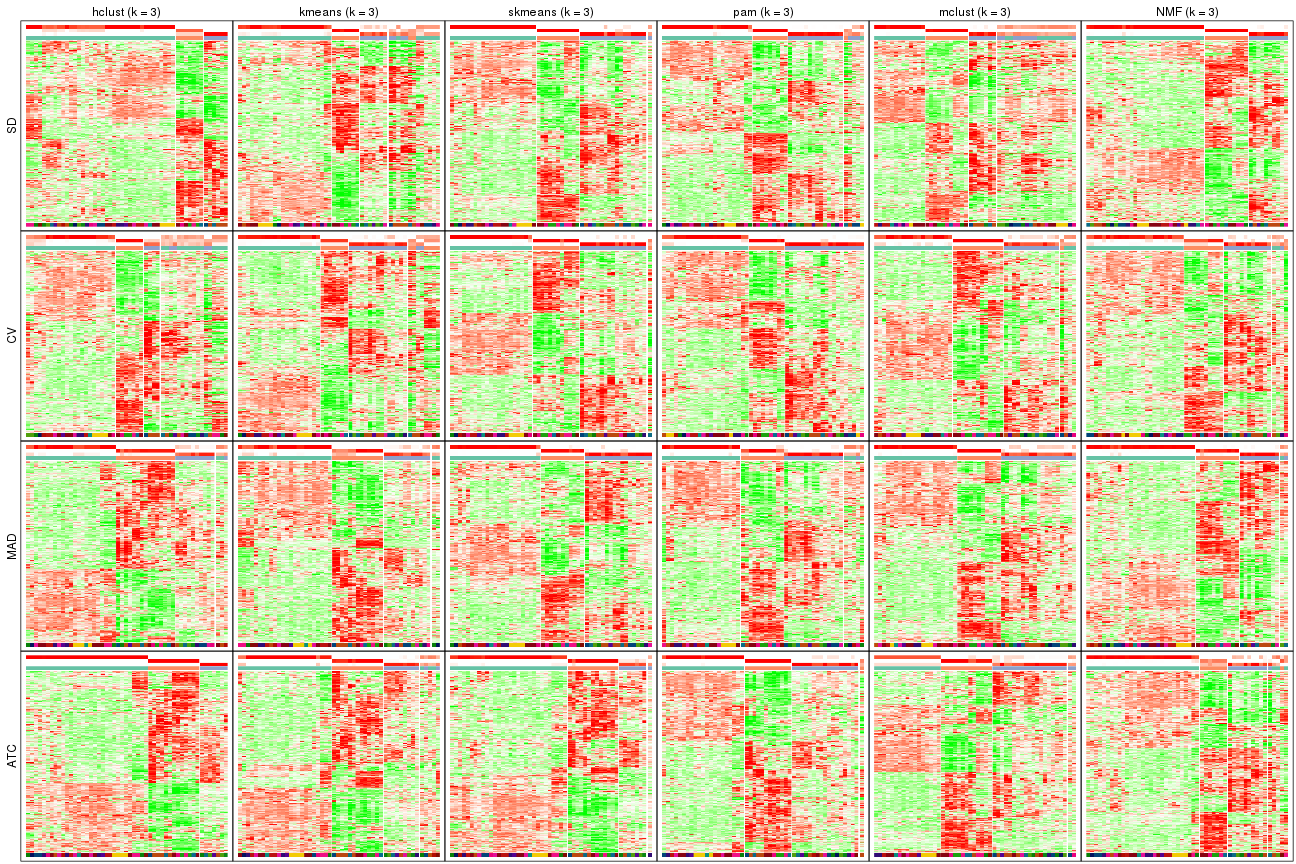 hclust (k = 3) kmeans (k = 3) skmeans (k = 3) pam (k = 3) mclust (k = 3) NMF (k = 3)
SD
CV
MAD
ATC